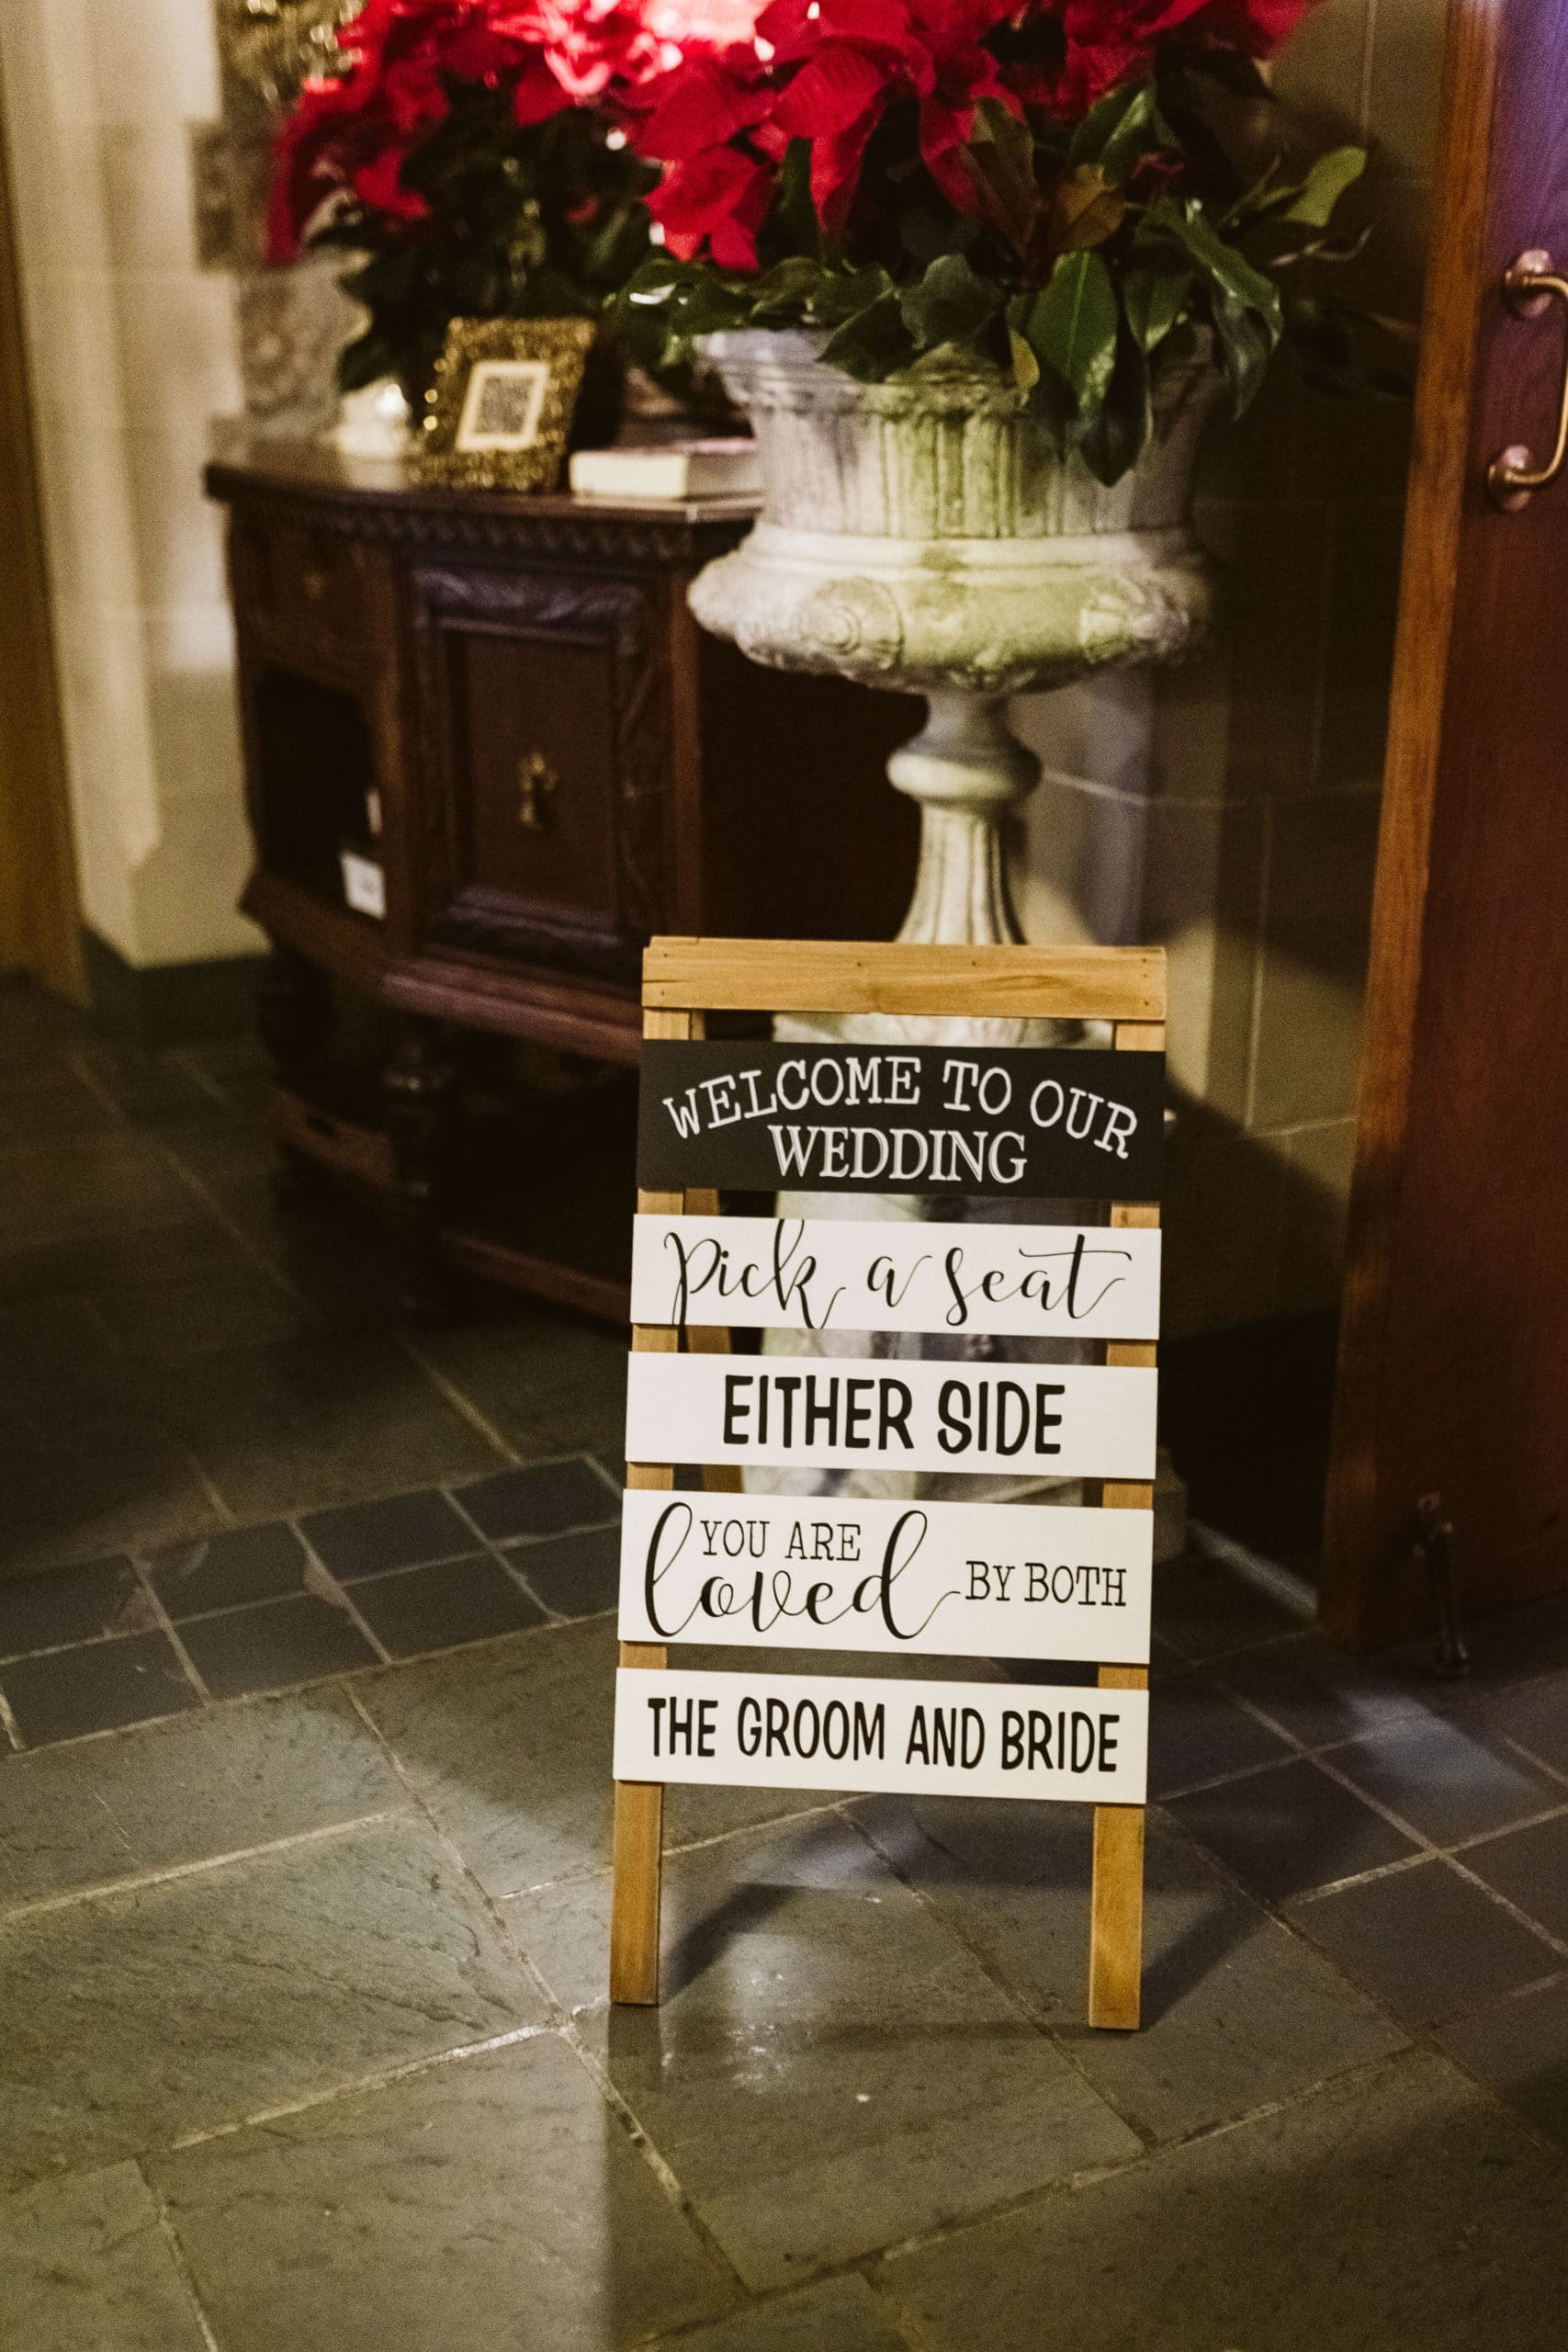 WELCOME TO OUR
WEDDING
pick a seat
EITHER SIDE
YOU ARE
loved BY BOTH
THE GROOM AND BRIDE